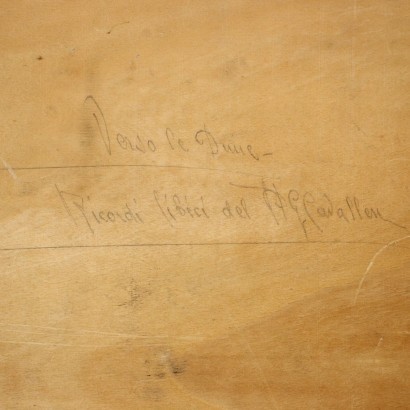 Verso le Dune -
Ricordi libici del